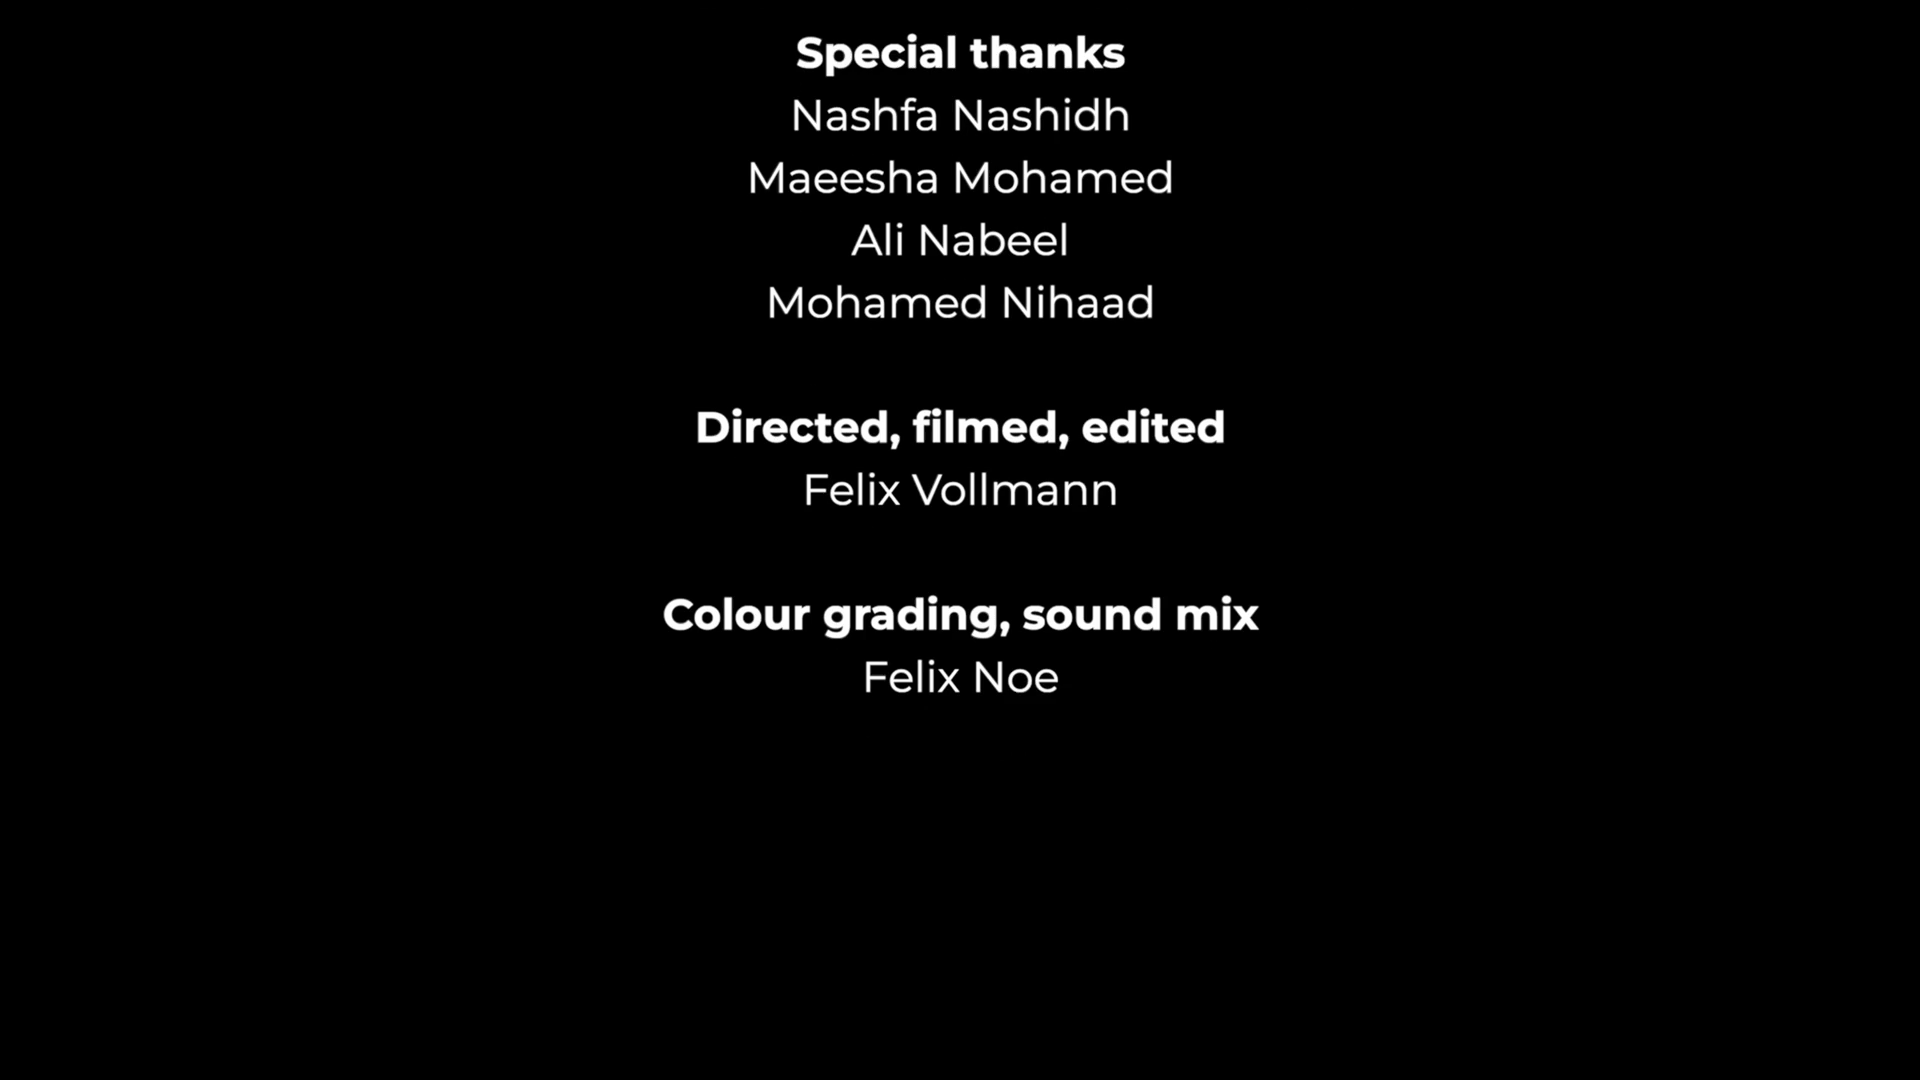 Special thanks
Nashfa Nashidh
Maeesha Mohamed
Ali Nabeel
Mohamed Nihaad
Directed, filmed, edited
Felix Vollmann
Colour grading, sound mix
Felix Noe